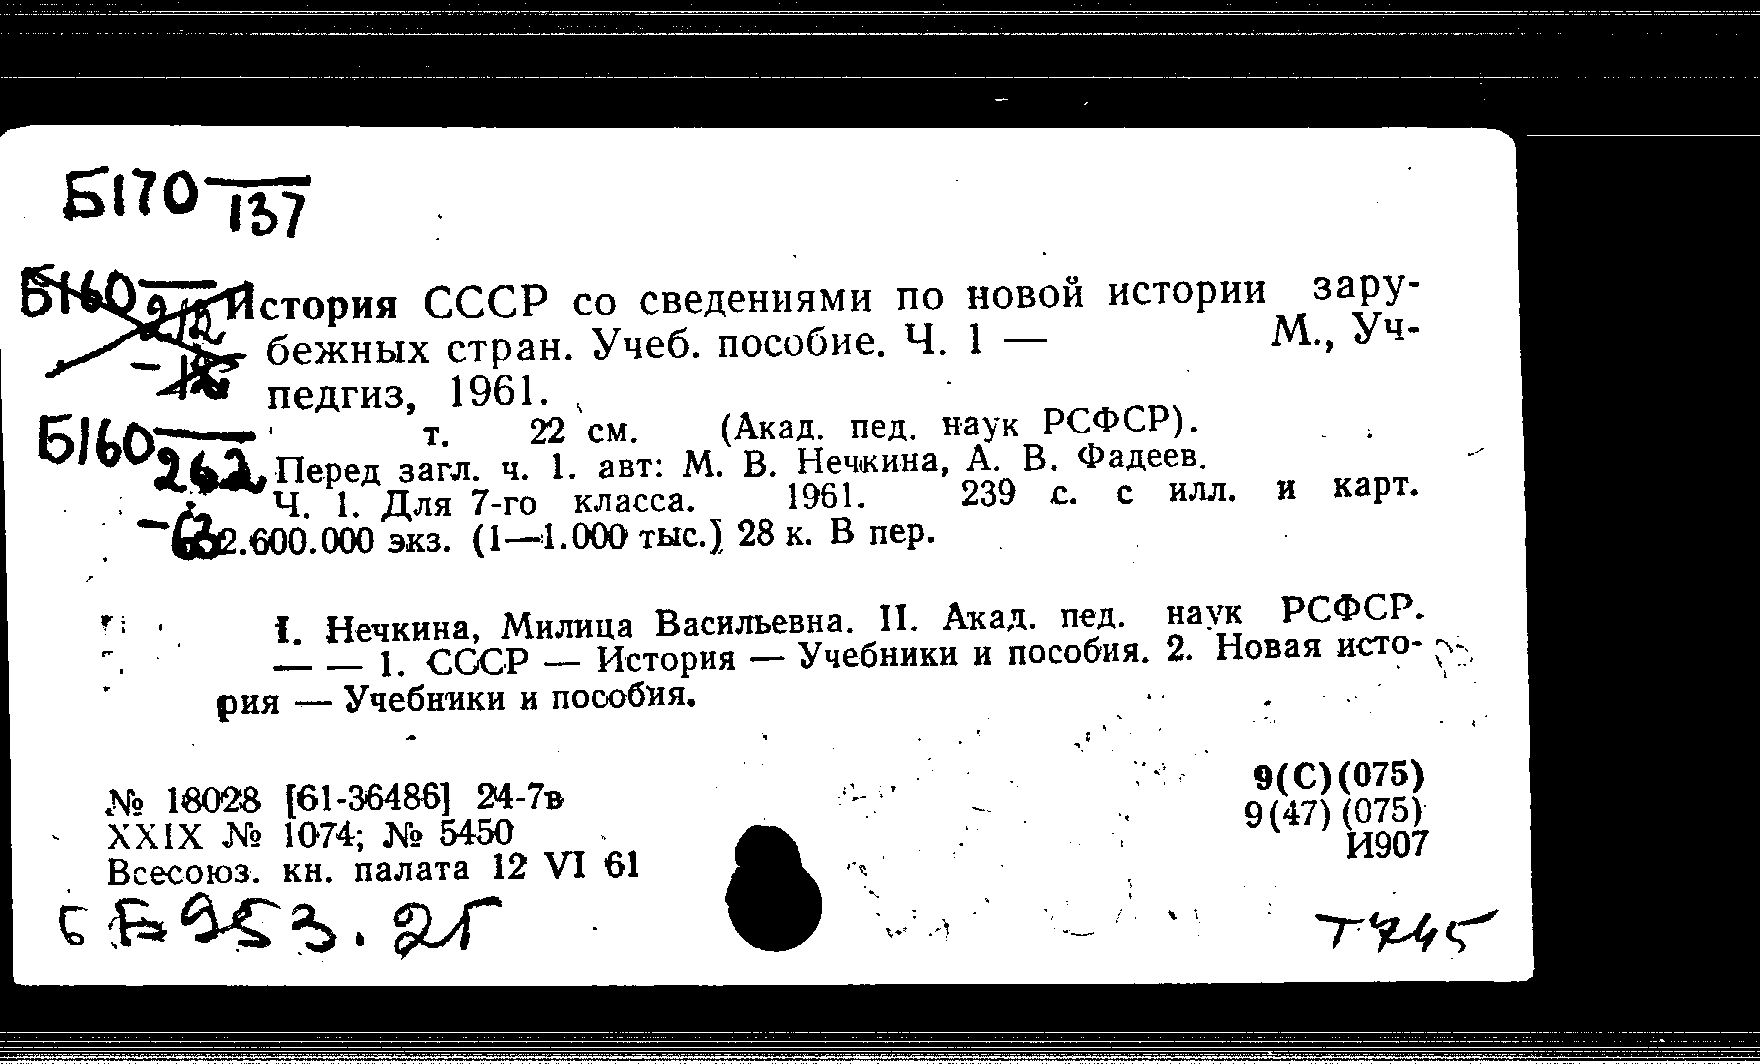 Б170
137
История СССР со сведениями по новой истории зару-
бежных стран. Учеб. пособие. Ч. 1 — М., Уч-
педгиз, 1961.
т. 22 см. (Акад. пед. наук РСФСР).
Б160
262
Перед загл. ч. 1. авт: М. В. Нечкина, А. В. Фадеев.
Ч. 1. Для 7-го класса. 1961. 239 с. с илл. и карт.
2.600.000 экз. (1—1.000 тыс.) 28 к. В пер.
I. Нечкина, Милица Васильевна. II. Акад. пед. наук РСФСР.
— — 1. СССР — История — Учебники и пособия. 2. Новая исто-
рия — Учебники и пособия.
9(С)(075)
№ 18028 [61-36486] 24-7в
9(47)(075)
XXIX № 1074; № 5450
И907
Всесоюз. кн. палата 12 VI 61
Т745